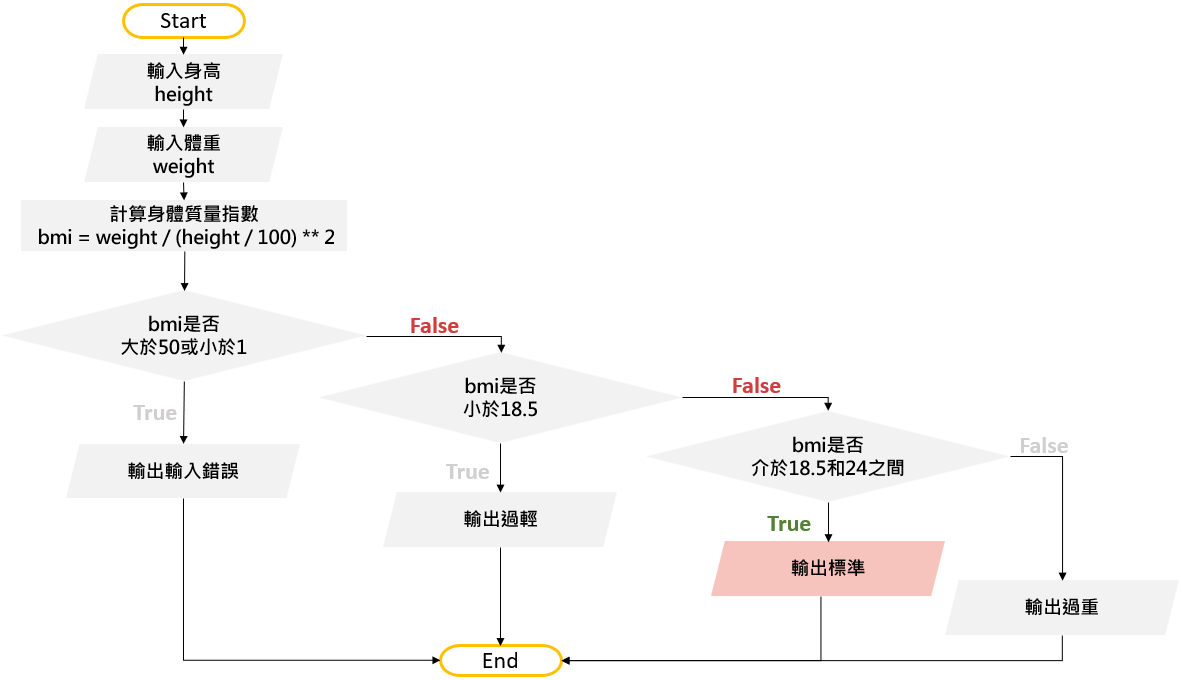 Start
輸入身高
height
輸入體重
weight
計算身體質量指數
bmi = weight / (height / 100) ** 2
bmi是否
大於50或小於1
False
True
輸出輸入錯誤
bmi是否
小於18.5
False
True
輸出過輕
bmi是否
介於18.5和24之間
False
True
輸出標準
輸出過重
End